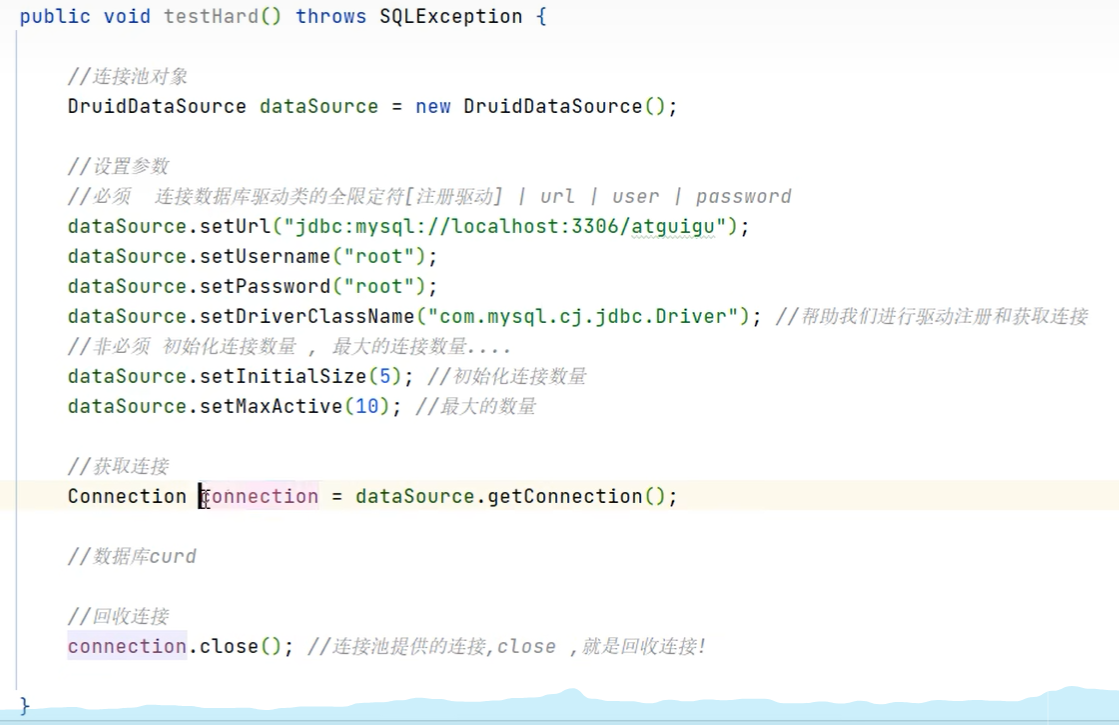 public void testHard() throws SQLException {
//连接池对象
DruidDataSource dataSource = new DruidDataSource();
//设置参数
//必须  连接数据库驱动类的全限定符[注册驱动] | url | user | password
dataSource.setUrl("jdbc:mysql://localhost:3306/atguigu");
dataSource.setUsername("root");
dataSource.setPassword("root");
dataSource.setDriverClassName("com.mysql.cj.jdbc.Driver"); //帮助我们进行驱动注册和获取连接
//非必须 初始化连接数量 , 最大的连接数量....
dataSource.setInitialSize(5); //初始化连接数量
dataSource.setMaxActive(10); //最大的数量
//获取连接
Connection connection = dataSource.getConnection();
//数据库curd
//回收连接
connection.close(); //连接池提供的连接,close ,就是回收连接!
}